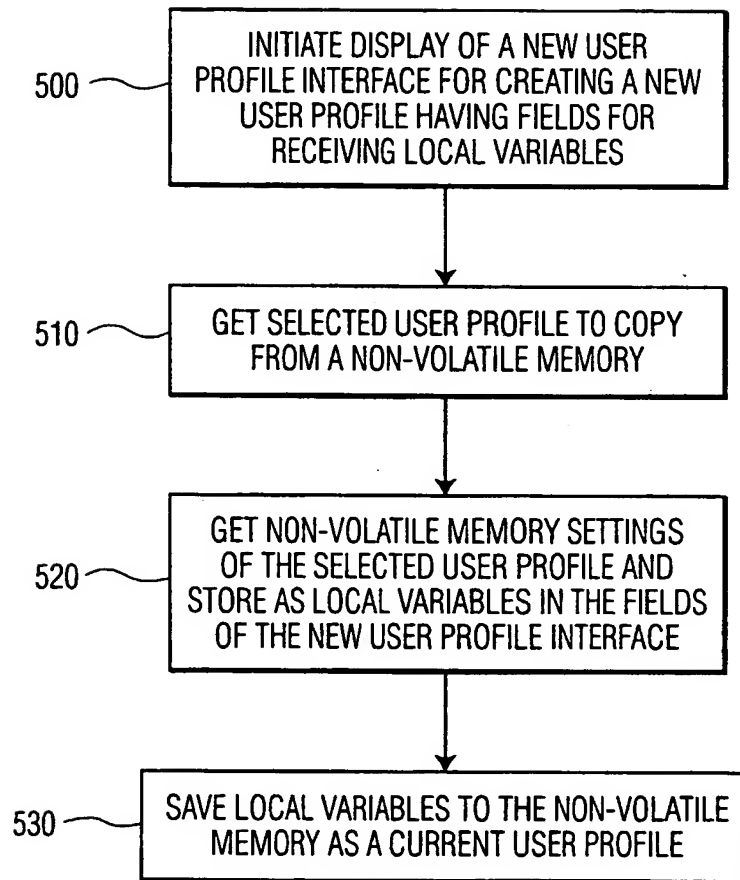 500
INITIATE DISPLAY OF A NEW USER
PROFILE INTERFACE FOR CREATING A NEW
USER PROFILE HAVING FIELDS FOR
RECEIVING LOCAL VARIABLES
510
GET SELECTED USER PROFILE TO COPY
FROM A NON-VOLATILE MEMORY
520
GET NON-VOLATILE MEMORY SETTINGS
OF THE SELECTED USER PROFILE AND
STORE AS LOCAL VARIABLES IN THE FIELDS
OF THE NEW USER PROFILE INTERFACE
530
SAVE LOCAL VARIABLES TO THE NON-VOLATILE
MEMORY AS A CURRENT USER PROFILE